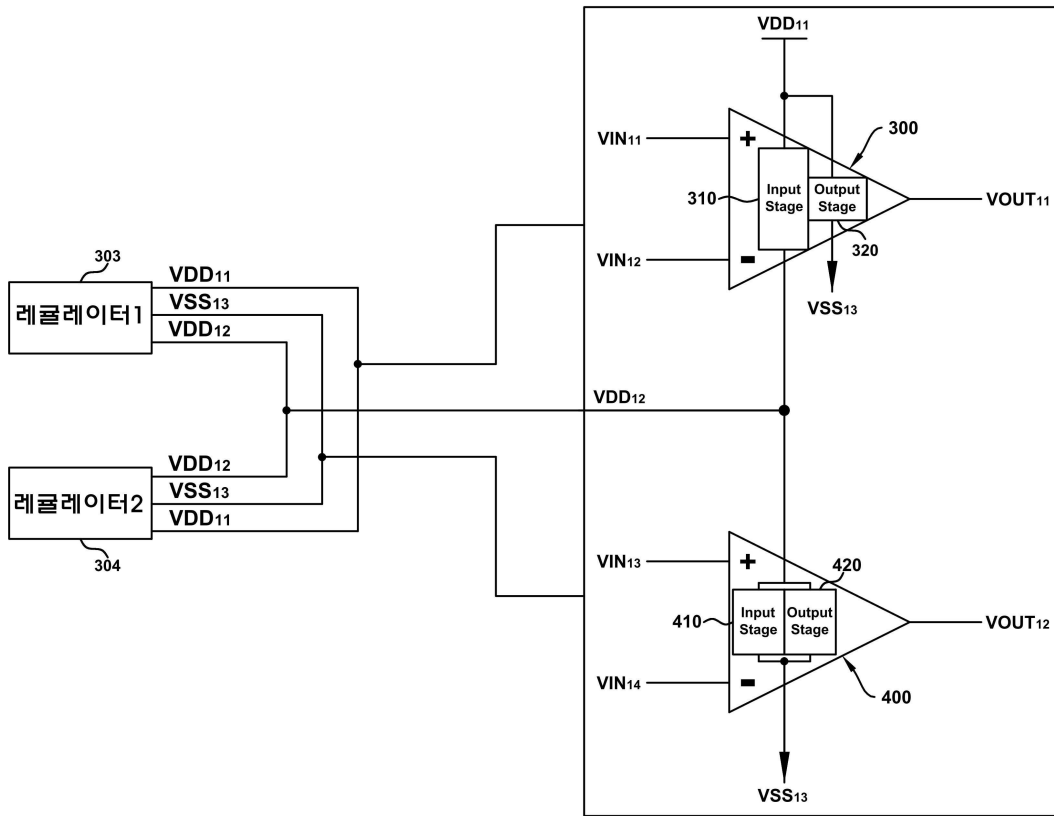 303
레귤레이터1
VDD11
VSS13
VDD12
VDD12
VSS13
VDD11
레귤레이터2
304
VDD11
VIN11
+
300
310
Input
Stage
Output
Stage
VOUT11
320
VIN12
-
VSS13
VDD12
VIN13
+
420
410
Input
Stage
Output
Stage
VOUT12
VIN14
-
400
VSS13